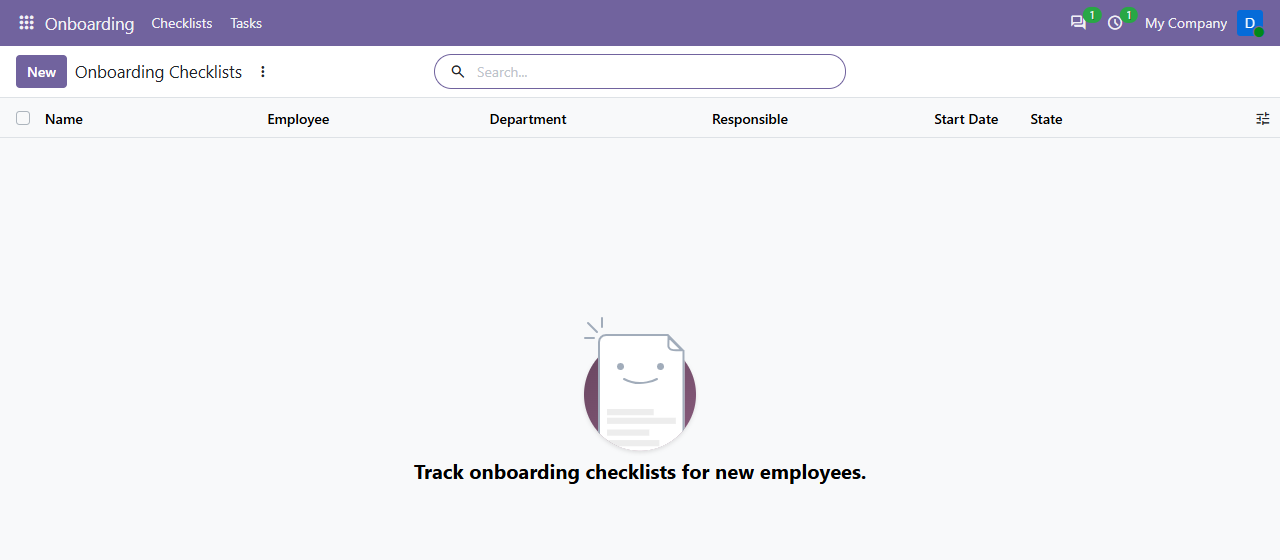 Onboarding Checklists Tasks 1 1 My Company D
New Onboarding Checklists Search...
Name Employee Department Responsible Start Date State
Track onboarding checklists for new employees.